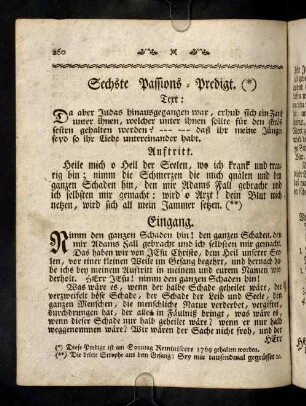 260
Sechste Passions-Predigt. (*)
Text:
Da aber Judas hinausgegangen war, erhub sich ein Zank
unter ihnen, welcher unter ihnen sollte für den Grös-
sesten gehalten werden? --- --- daß ihr meine Jünger
seyd so ihr Liebe untereinander habt.
Auftritt.
Heile mich o Heil der Seelen, wo ich krank und trau-
rig bin: nimm die Schmerzen die mich quälen und den
ganzen Schaden hin, den mir Adams Fall gebracht und
ich selbsten mir gemacht: wird o Arzt! dein Blut mich
netzen, wird sich all mein Jammer setzen. (**)
Eingang.
Nimm den ganzen Schaden hin! den ganzen Schaden, den
mir Adams Fall gebracht und ich selbsten mir gemacht.
Das haben wir von JEsu Christo, dem Heil unserer See-
len, vor einer kleinen Weile im Gesang begehrt, und hernach ha-
be ich es bey meinem Auftritt in meinem und eurem Namen wie-
derholt. HErr JEsu! nimm den ganzen Schaden hin!
Was wäre es, wenn der halbe Schade geheilet wäre? der
verzweifelt böse Schade, der Schade der Leib und Seele, den
ganzen Menschen, die menschliche Natur verderbet, vergiftet,
durchdrungen hat, der alles in Fäulniß bringt, was wäre es,
wenn dieser Schade nur halb geheilet wäre? wenn er nur halb
weggenommen wäre? Wir wären der Sache nicht froh, und der
HErr
(*) Diese Predigt ist am Sonntag Reminiscere 1769 gehalten worden.
(**) Die dritte Strophe aus dem Gesang: Sey mir tausendmal gegrüsset ꝛc.